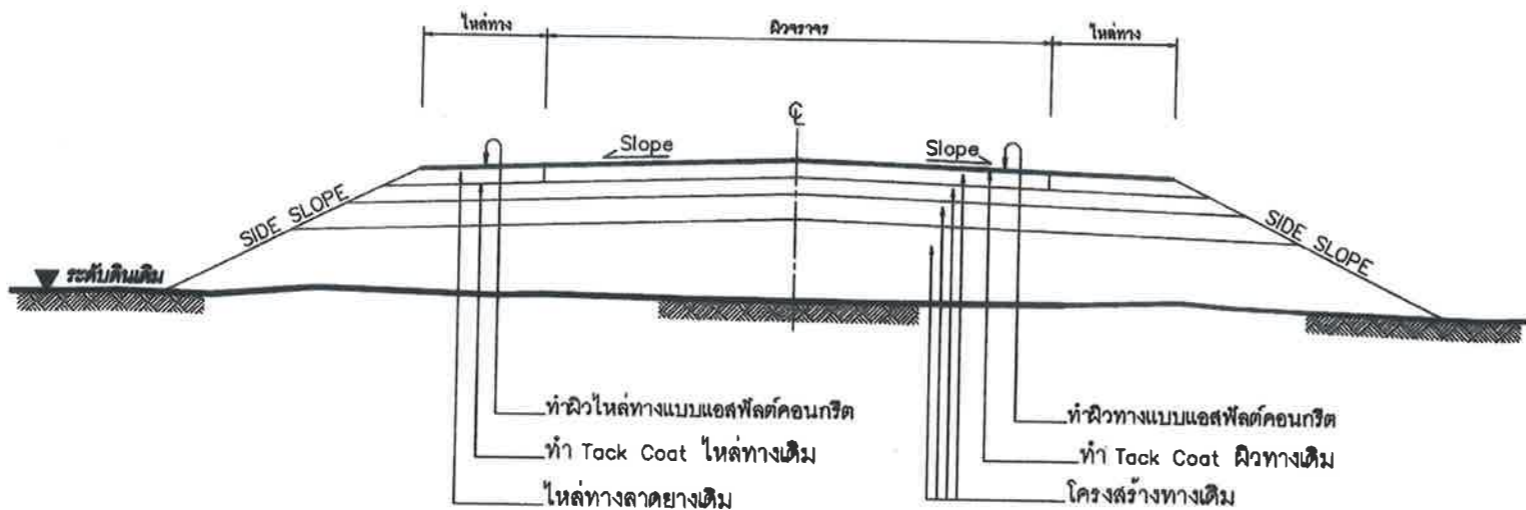 ไหล่ทาง
ผิวจราจร
ไหล่ทาง
℄
Slope
Slope
SIDE SLOPE
SIDE SLOPE
ระดับดินเดิม
ทำผิวไหล่ทางแบบแอสฟัลต์คอนกรีต
ทำผิวทางแบบแอสฟัลต์คอนกรีต
ทำ Tack Coat ไหล่ทางเดิม
ทำ Tack Coat ผิวทางเดิม
ไหล่ทางลาดยางเดิม
โครงสร้างทางเดิม